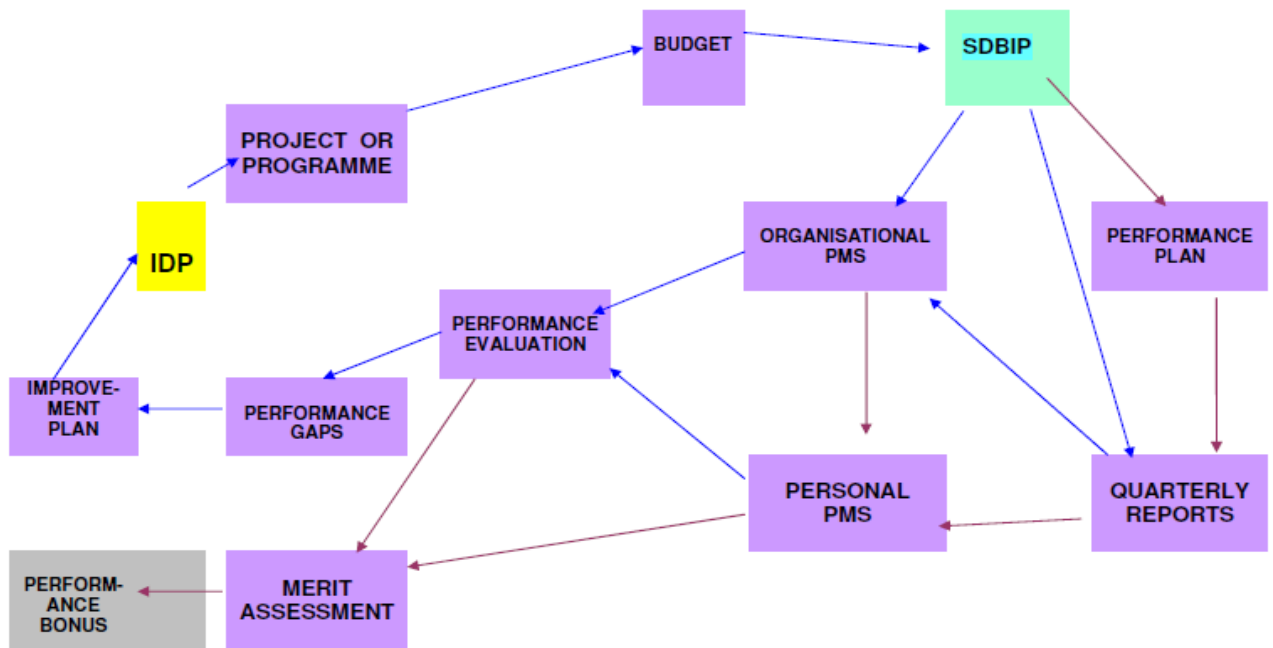 BUDGET
SDBIP
PROJECT OR
PROGRAMME
IDP
ORGANISATIONAL
PMS
PERFORMANCE
PLAN
PERFORMANCE
EVALUATION
IMPROVE-
MENT
PLAN
PERFORMANCE
GAPS
PERSONAL
PMS
QUARTERLY
REPORTS
PERFORM-
ANCE
BONUS
MERIT
ASSESSMENT